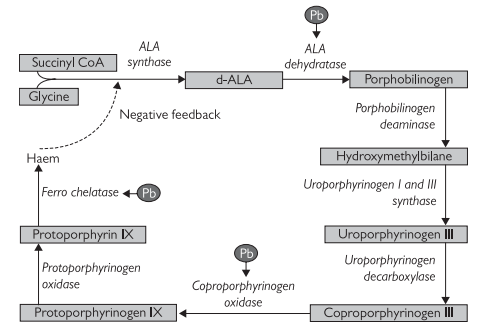 Pb
ALA
synthase
ALA
dehydratase
Succinyl CoA
d-ALA
Porphobilinogen
Glycine
Negative feedback
Porphobilinogen
deaminase
Haem
Hydroxymethylbilane
Ferro chelatase
Pb
Uroporphyrinogen I and III
synthase
Protoporphyrin IX
Uroporphyrinogen III
Pb
Protoporphyrinogen
oxidase
Coproporphyrinogen
oxidase
Uroporphyrinogen
decarboxylase
Protoporphyrinogen IX
Coproporphyrinogen III